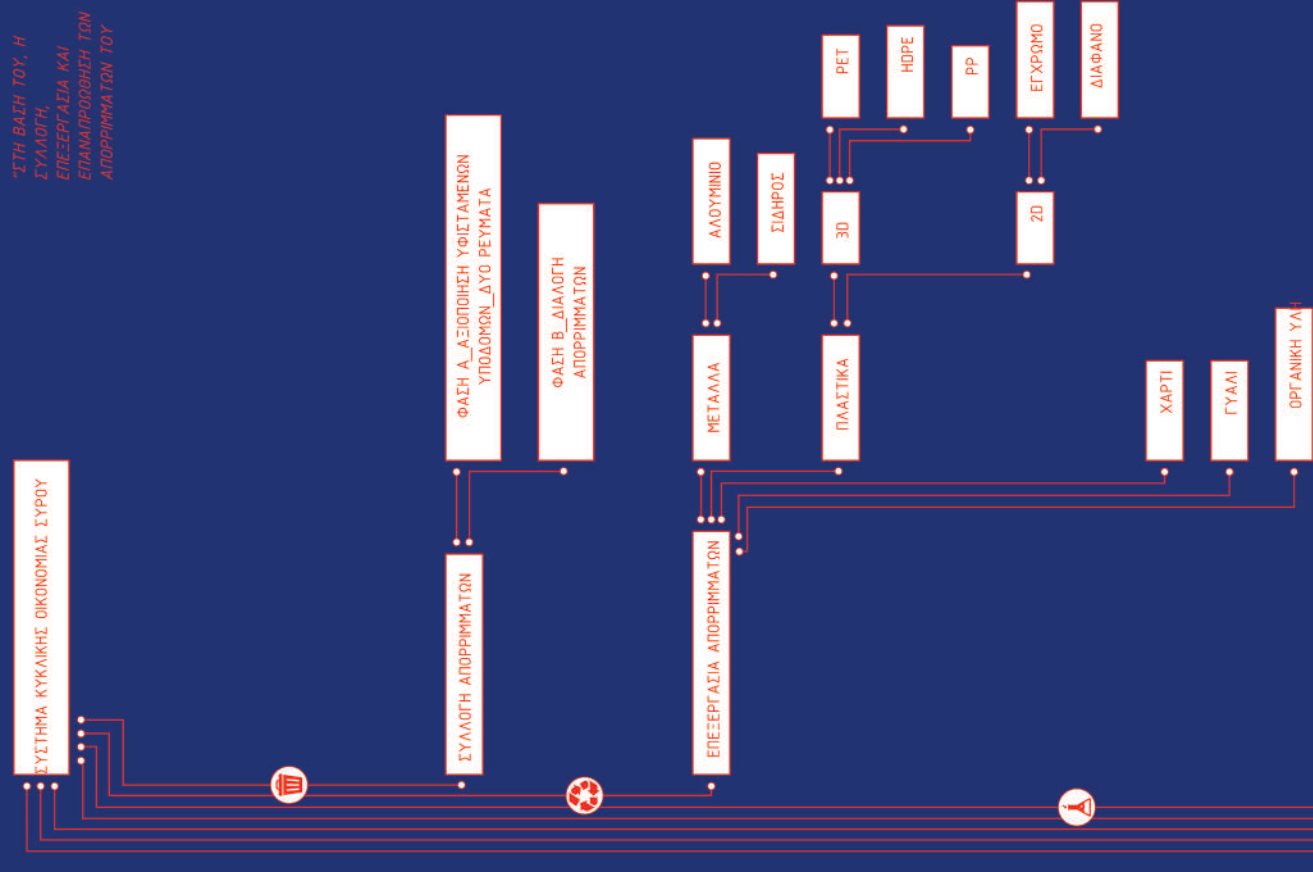 "ΣΤΗ ΒΑΣΗ ΤΟΥ, Η
ΣΥΛΛΟΓΗ,
ΕΠΕΞΕΡΓΑΣΙΑ ΚΑΙ
ΕΠΑΝΑΠΡΟΩΘΗΣΗ ΤΩΝ
ΑΠΟΡΡΙΜΜΑΤΩΝ ΤΟΥ
ΣΥΣΤΗΜΑ ΚΥΚΛΙΚΗΣ ΟΙΚΟΝΟΜΙΑΣ ΣΥΡΟΥ
ΣΥΛΛΟΓΗ ΑΠΟΡΡΙΜΜΑΤΩΝ
ΦΑΣΗ Α_ΑΞΙΟΠΟΙΗΣΗ ΥΦΙΣΤΑΜΕΝΩΝ
ΥΠΟΔΟΜΩΝ_ΔΥΟ ΡΕΥΜΑΤΑ
ΦΑΣΗ Β_ΔΙΑΛΟΓΗ
ΑΠΟΡΡΙΜΜΑΤΩΝ
ΕΠΕΞΕΡΓΑΣΙΑ ΑΠΟΡΡΙΜΜΑΤΩΝ
ΜΕΤΑΛΛΑ
ΑΛΟΥΜΙΝΙΟ
ΣΙΔΗΡΟΣ
ΠΛΑΣΤΙΚΑ
3D
PET
HDPE
PP
2D
ΕΓΧΡΩΜΟ
ΔΙΑΦΑΝΟ
ΧΑΡΤΙ
ΓΥΑΛΙ
ΟΡΓΑΝΙΚΗ ΥΛΗ